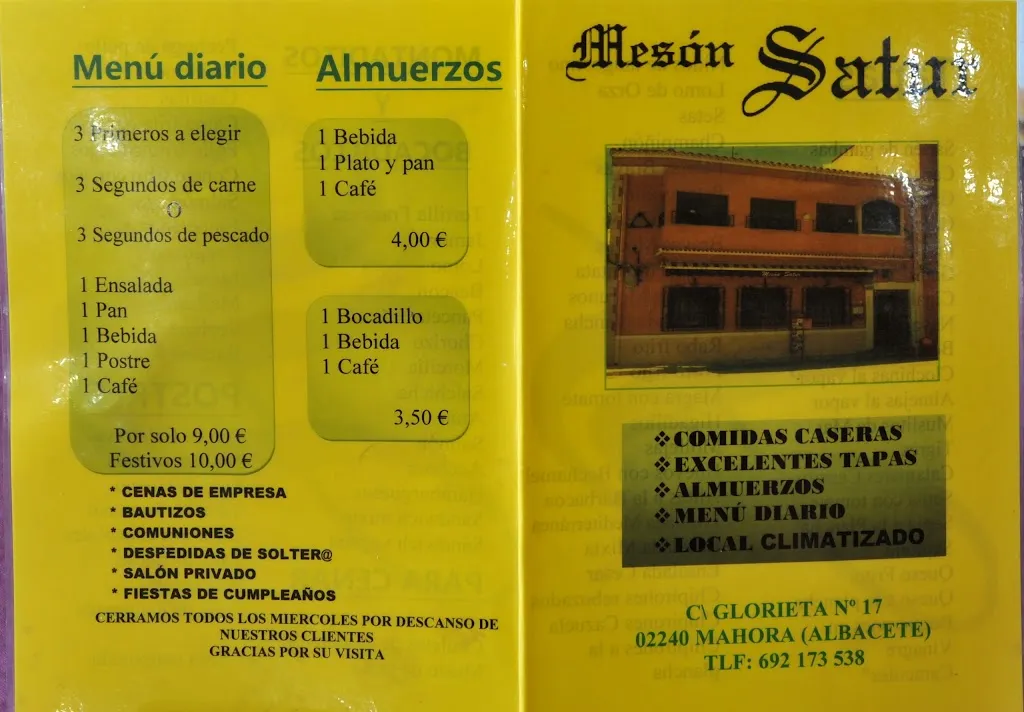 Menú diario
3 Primeros a elegir
3 Segundos de carne
O
3 Segundos de pescado
1 Ensalada
1 Pan
1 Bebida
1 Postre
1 Café
Por solo 9,00 €
Festivos 10,00 €
Almuerzos
1 Bebida
1 Plato y pan
1 Café
4,00 €
1 Bocadillo
1 Bebida
1 Café
3,50 €
* CENAS DE EMPRESA
* BAUTIZOS
* COMUNIONES
* DESPEDIDAS DE SOLTER@
* SALÓN PRIVADO
* FIESTAS DE CUMPLEAÑOS
CERRAMOS TODOS LOS MIERCOLES POR DESCANSO DE
NUESTROS CLIENTES
GRACIAS POR SU VISITA
Mesón Satur
Mesón Satur
❖COMIDAS CASERAS
❖EXCELENTES TAPAS
❖ALMUERZOS
❖MENÚ DIARIO
❖LOCAL CLIMATIZADO
C\ GLORIETA Nº 17
02240 MAHORA (ALBACETE)
TLF: 692 173 538